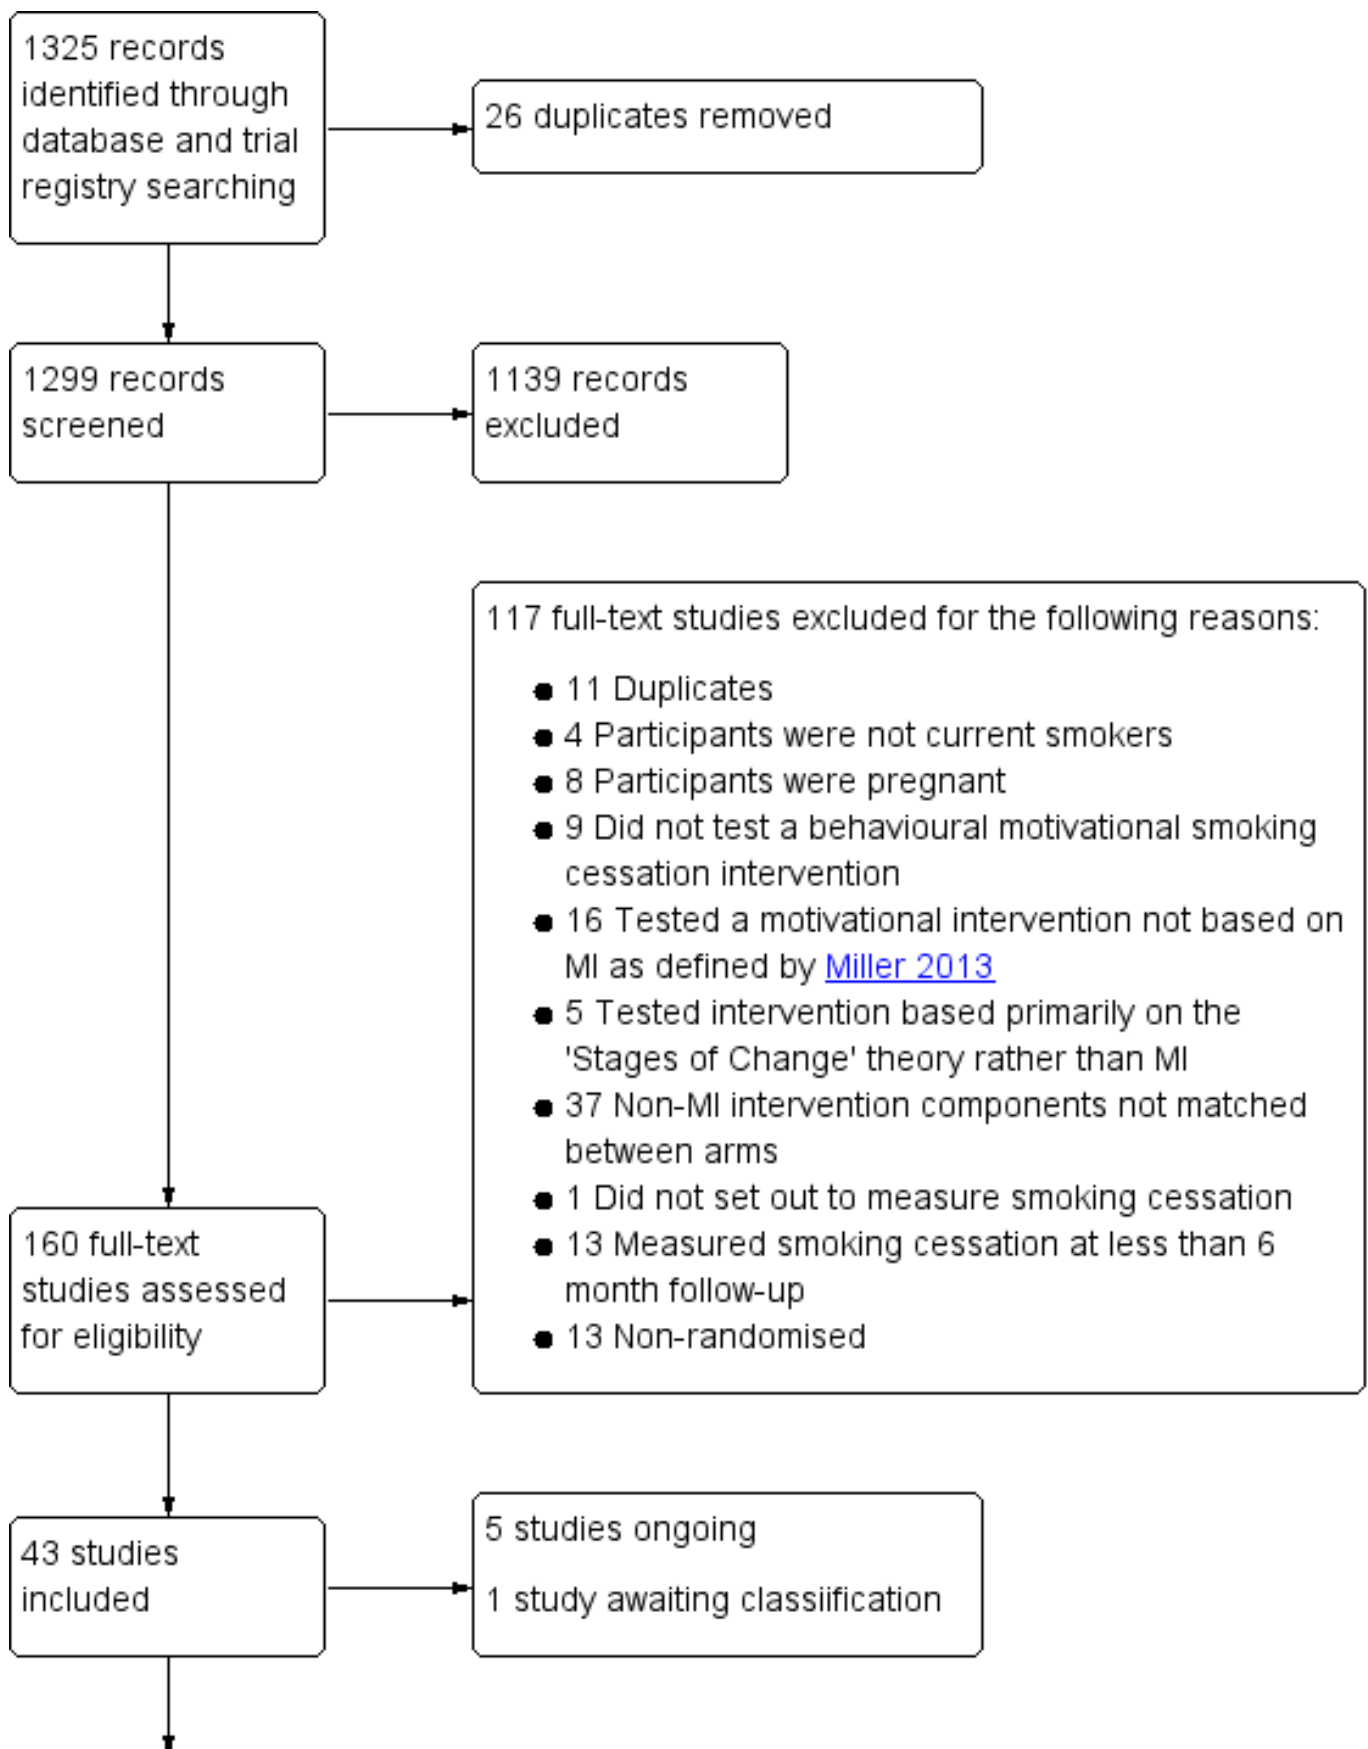 1325 records
identified through
database and trial
registry searching
26 duplicates removed
1299 records
screened
1139 records
excluded
117 full-text studies excluded for the following reasons:
● 11 Duplicates
● 4 Participants were not current smokers
● 8 Participants were pregnant
● 9 Did not test a behavioural motivational smoking
cessation intervention
● 16 Tested a motivational intervention not based on
MI as defined by Miller 2013
● 5 Tested intervention based primarily on the
'Stages of Change' theory rather than MI
● 37 Non-MI intervention components not matched
between arms
● 1 Did not set out to measure smoking cessation
● 13 Measured smoking cessation at less than 6
month follow-up
● 13 Non-randomised
160 full-text
studies assessed
for eligibility
43 studies
included
5 studies ongoing
1 study awaiting classiification